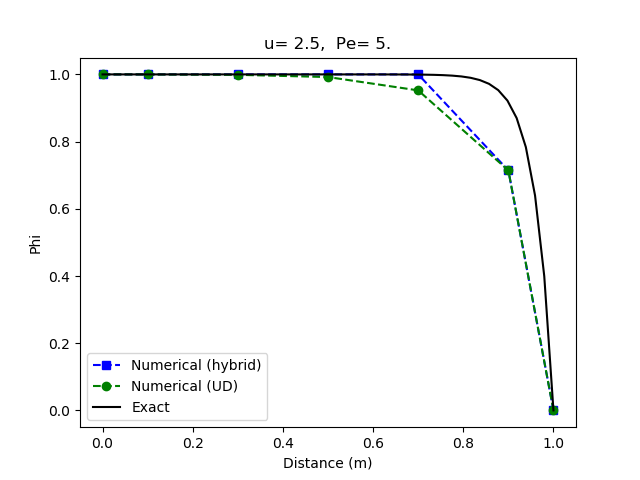 u= 2.5,  Pe= 5.
1.0
0.8
0.6
0.4
0.2
0.0
Phi
Numerical (hybrid)
Numerical (UD)
Exact
0.0 0.2 0.4 0.6 0.8 1.0
Distance (m)